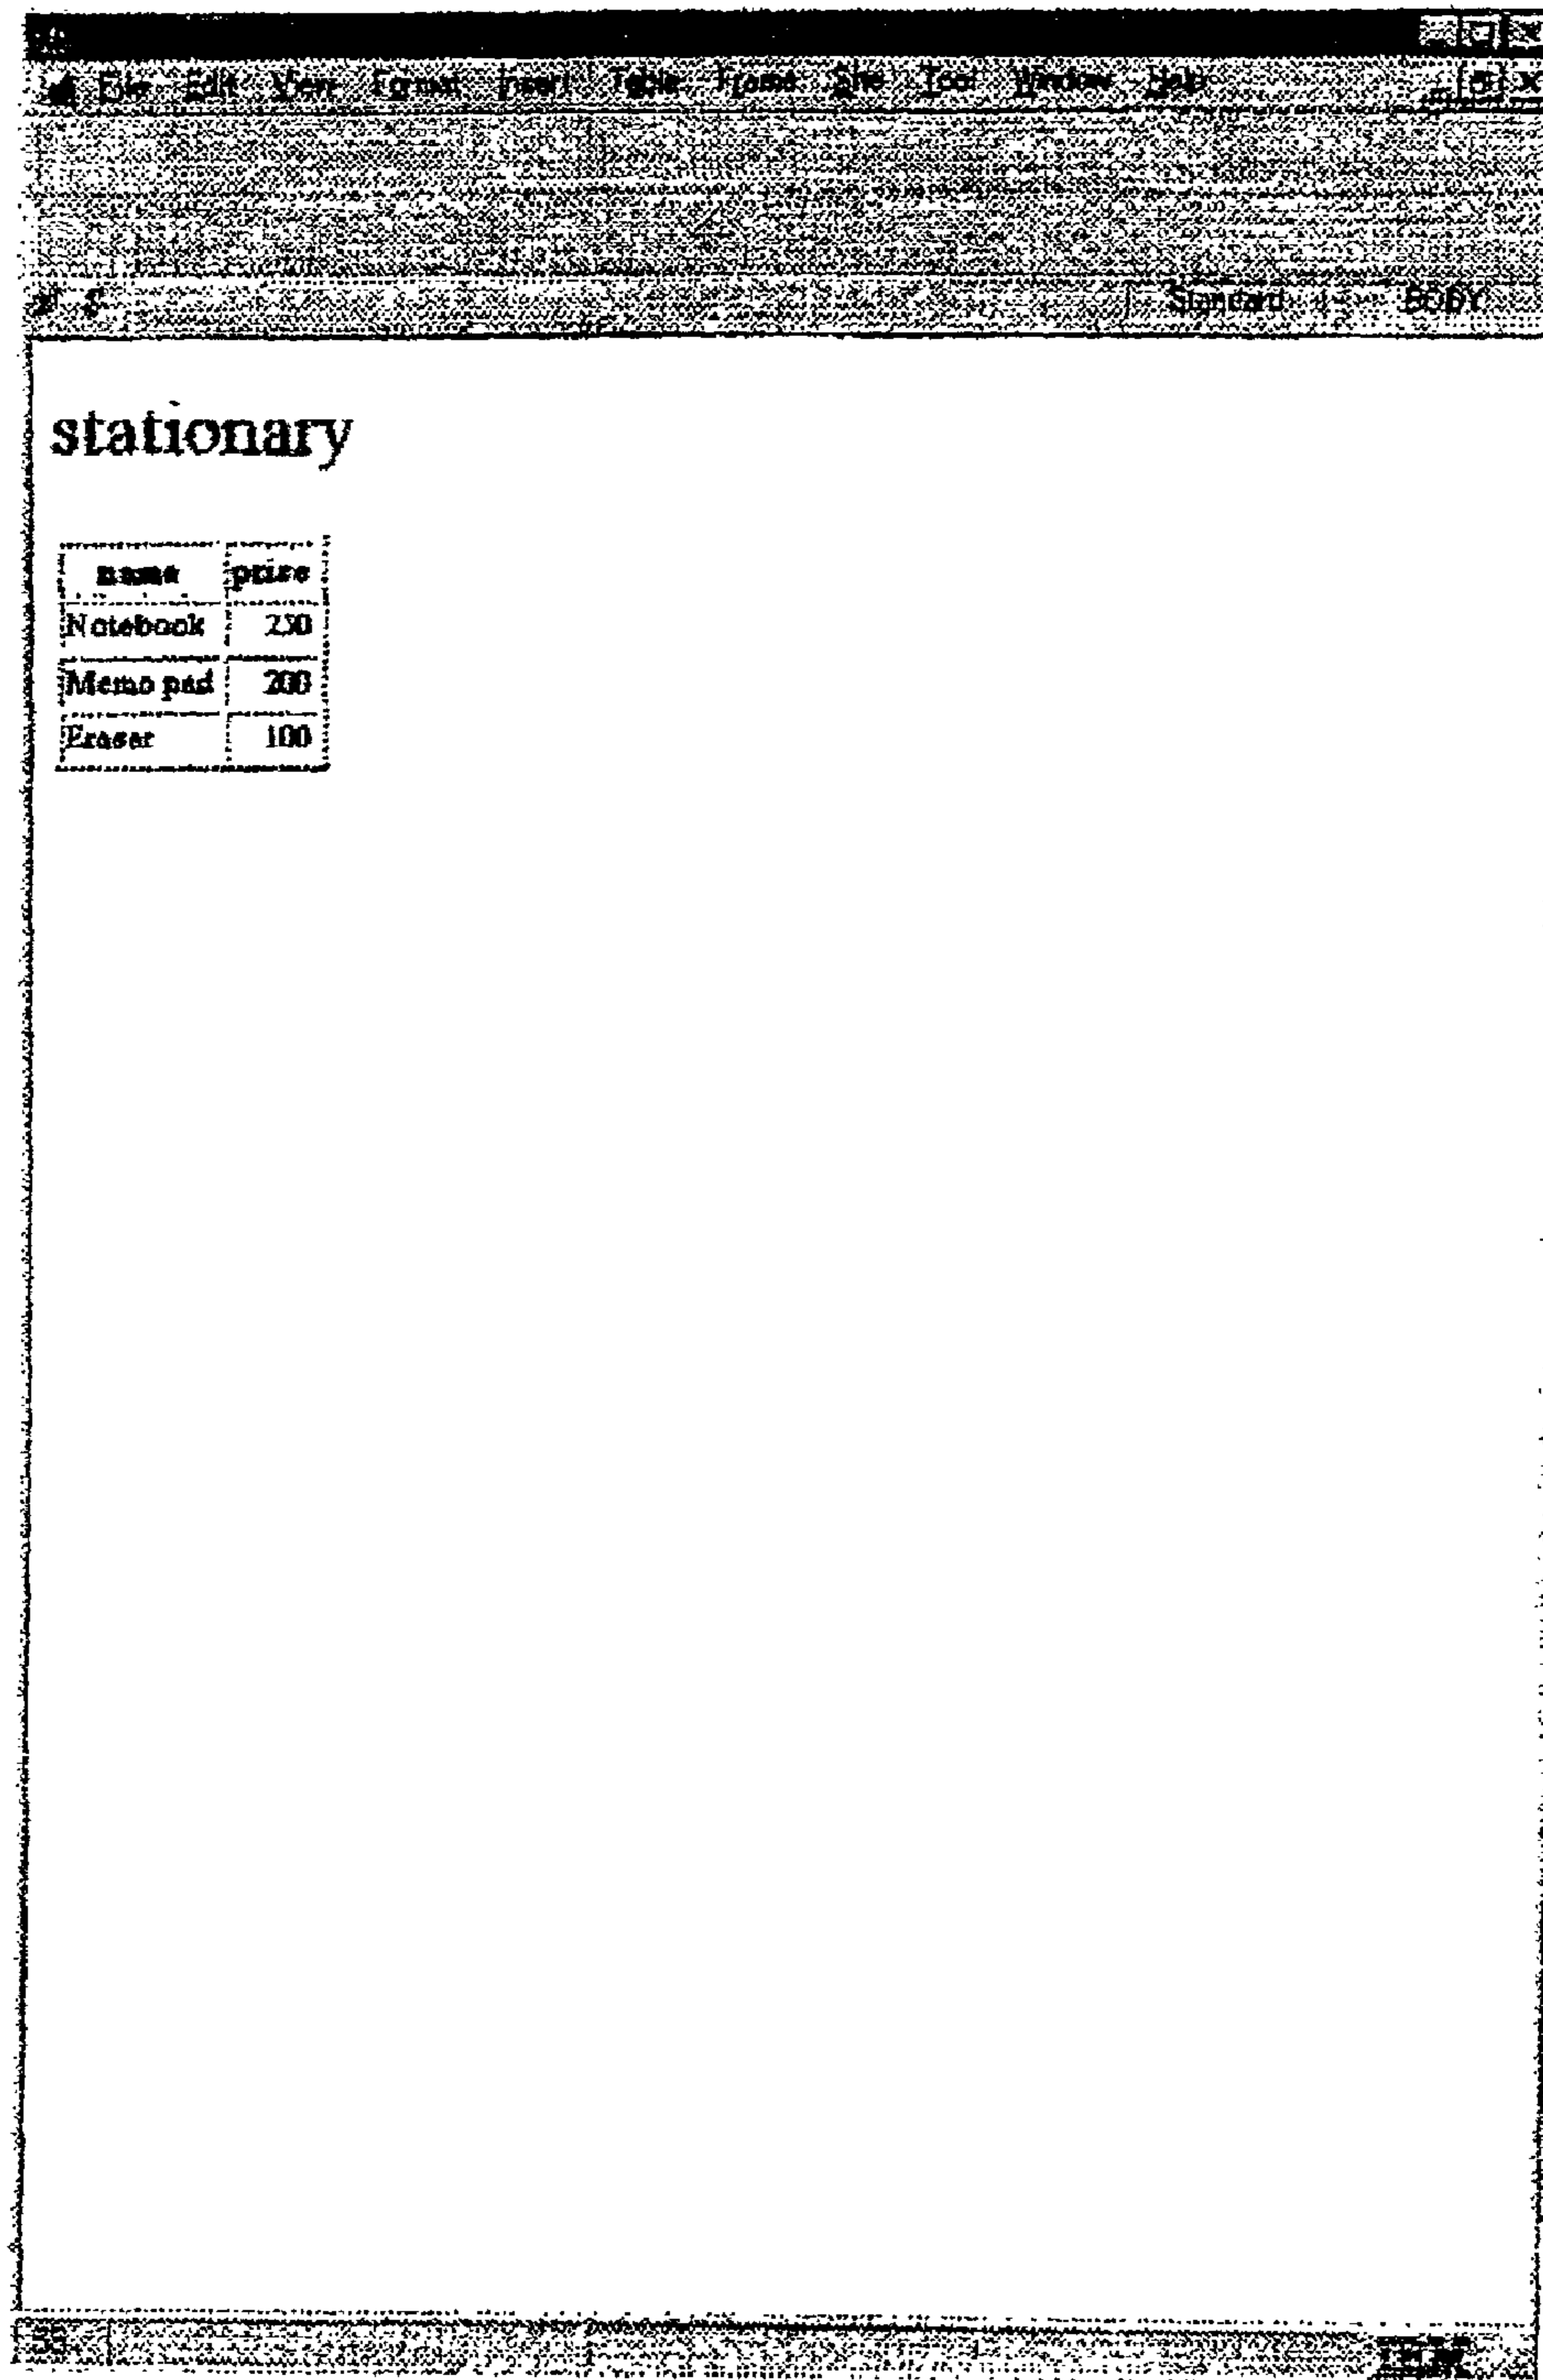 File Edit View Format Insert Table Frame Site Tool Window Help
Standard BODY
stationary
name price
Notebook 250
Memo pad 200
Eraser 100